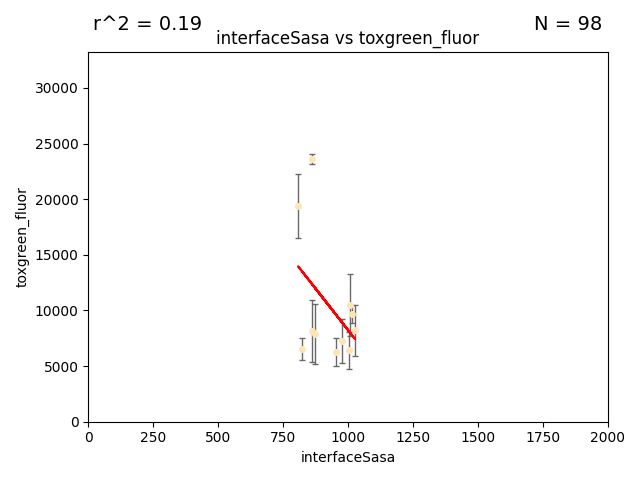 r^2 = 0.19
N = 98
interfaceSasa vs toxgreen_fluor
30000
25000
20000
15000
10000
5000
0
toxgreen_fluor
0 250 500 750 1000 1250 1500 1750 2000
interfaceSasa